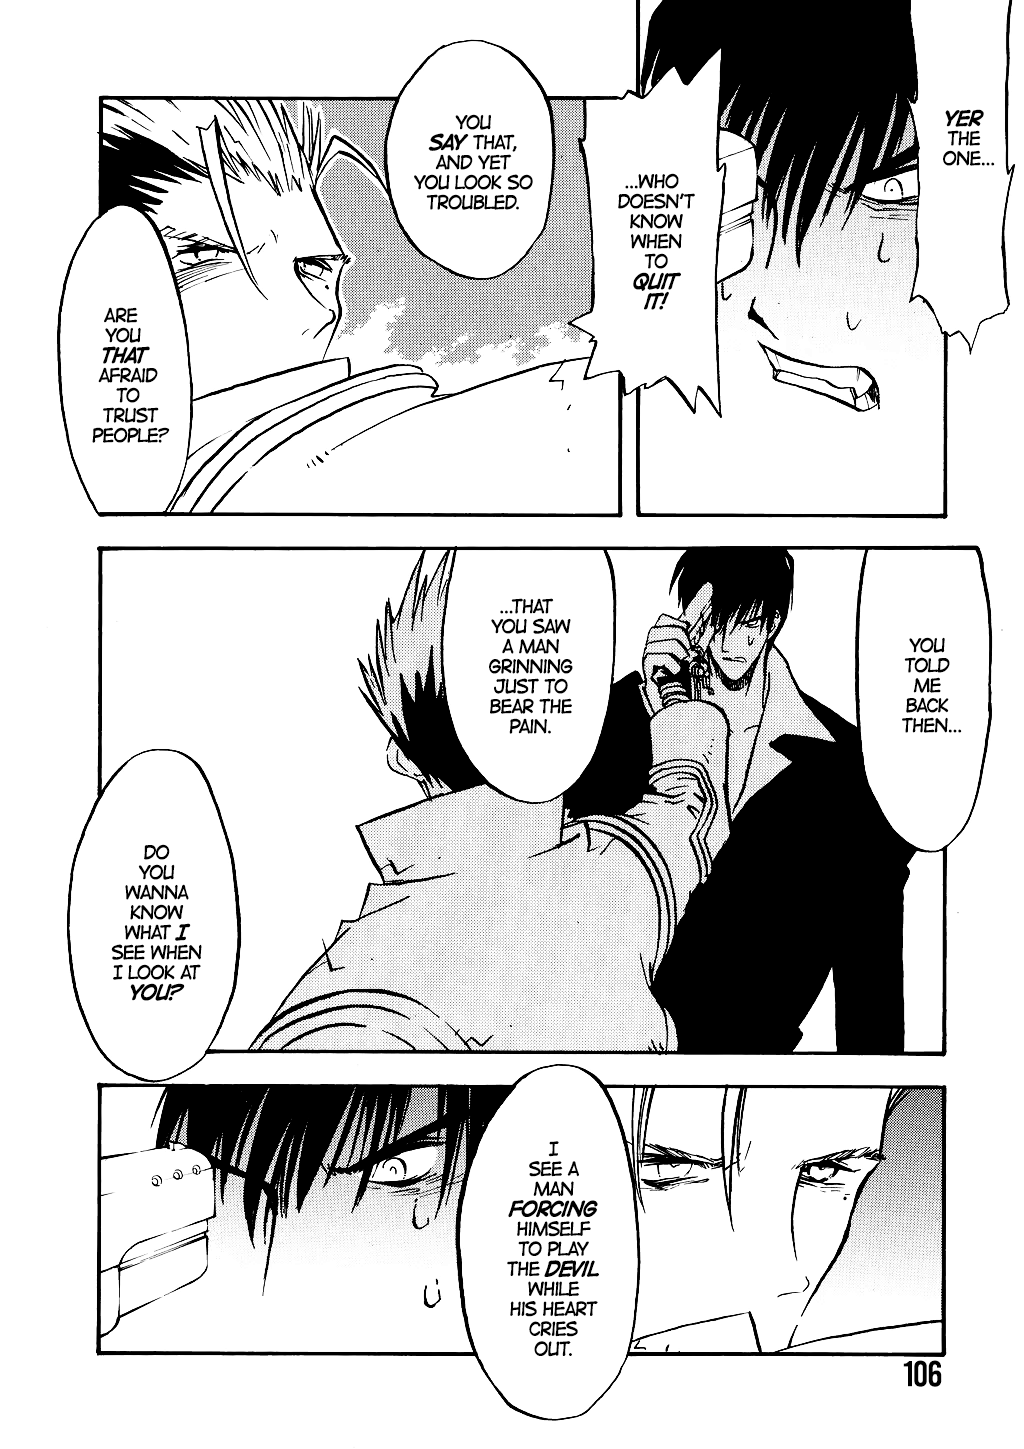 YER
THE
ONE...
...WHO
DOESN'T
KNOW
WHEN
TO
QUIT
IT!
YOU
SAY THAT,
AND YET
YOU LOOK SO
TROUBLED.
ARE
YOU
THAT
AFRAID
TO
TRUST
PEOPLE?
YOU
TOLD
ME
BACK
THEN...
...THAT
YOU SAW
A MAN
GRINNING
JUST TO
BEAR THE
PAIN.
DO
YOU
WANNA
KNOW
WHAT I
SEE WHEN
I LOOK AT
YOU?
I
SEE A
MAN
FORCING
HIMSELF
TO PLAY
THE DEVIL
WHILE
HIS HEART
CRIES
OUT.
106